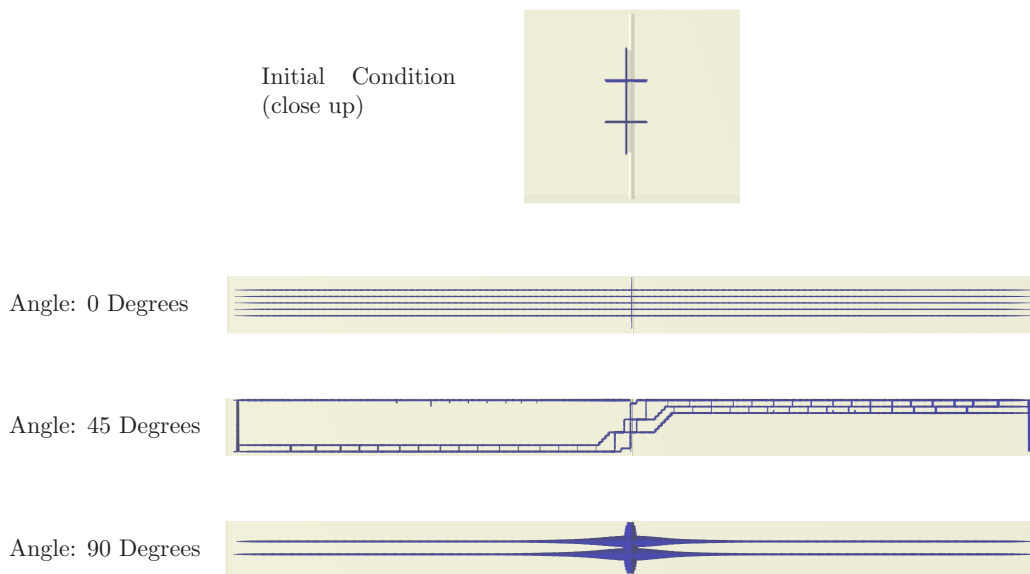 Initial Condition
(close up)
Angle: 0 Degrees
Angle: 45 Degrees
Angle: 90 Degrees